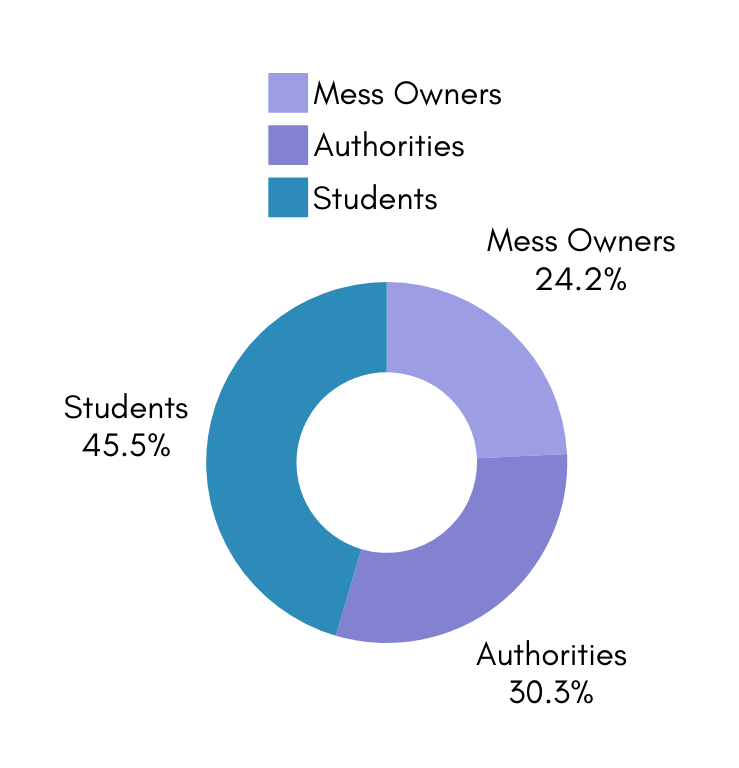 Mess Owners
Authorities
Students
Mess Owners
24.2%
Students
45.5%
Authorities
30.3%